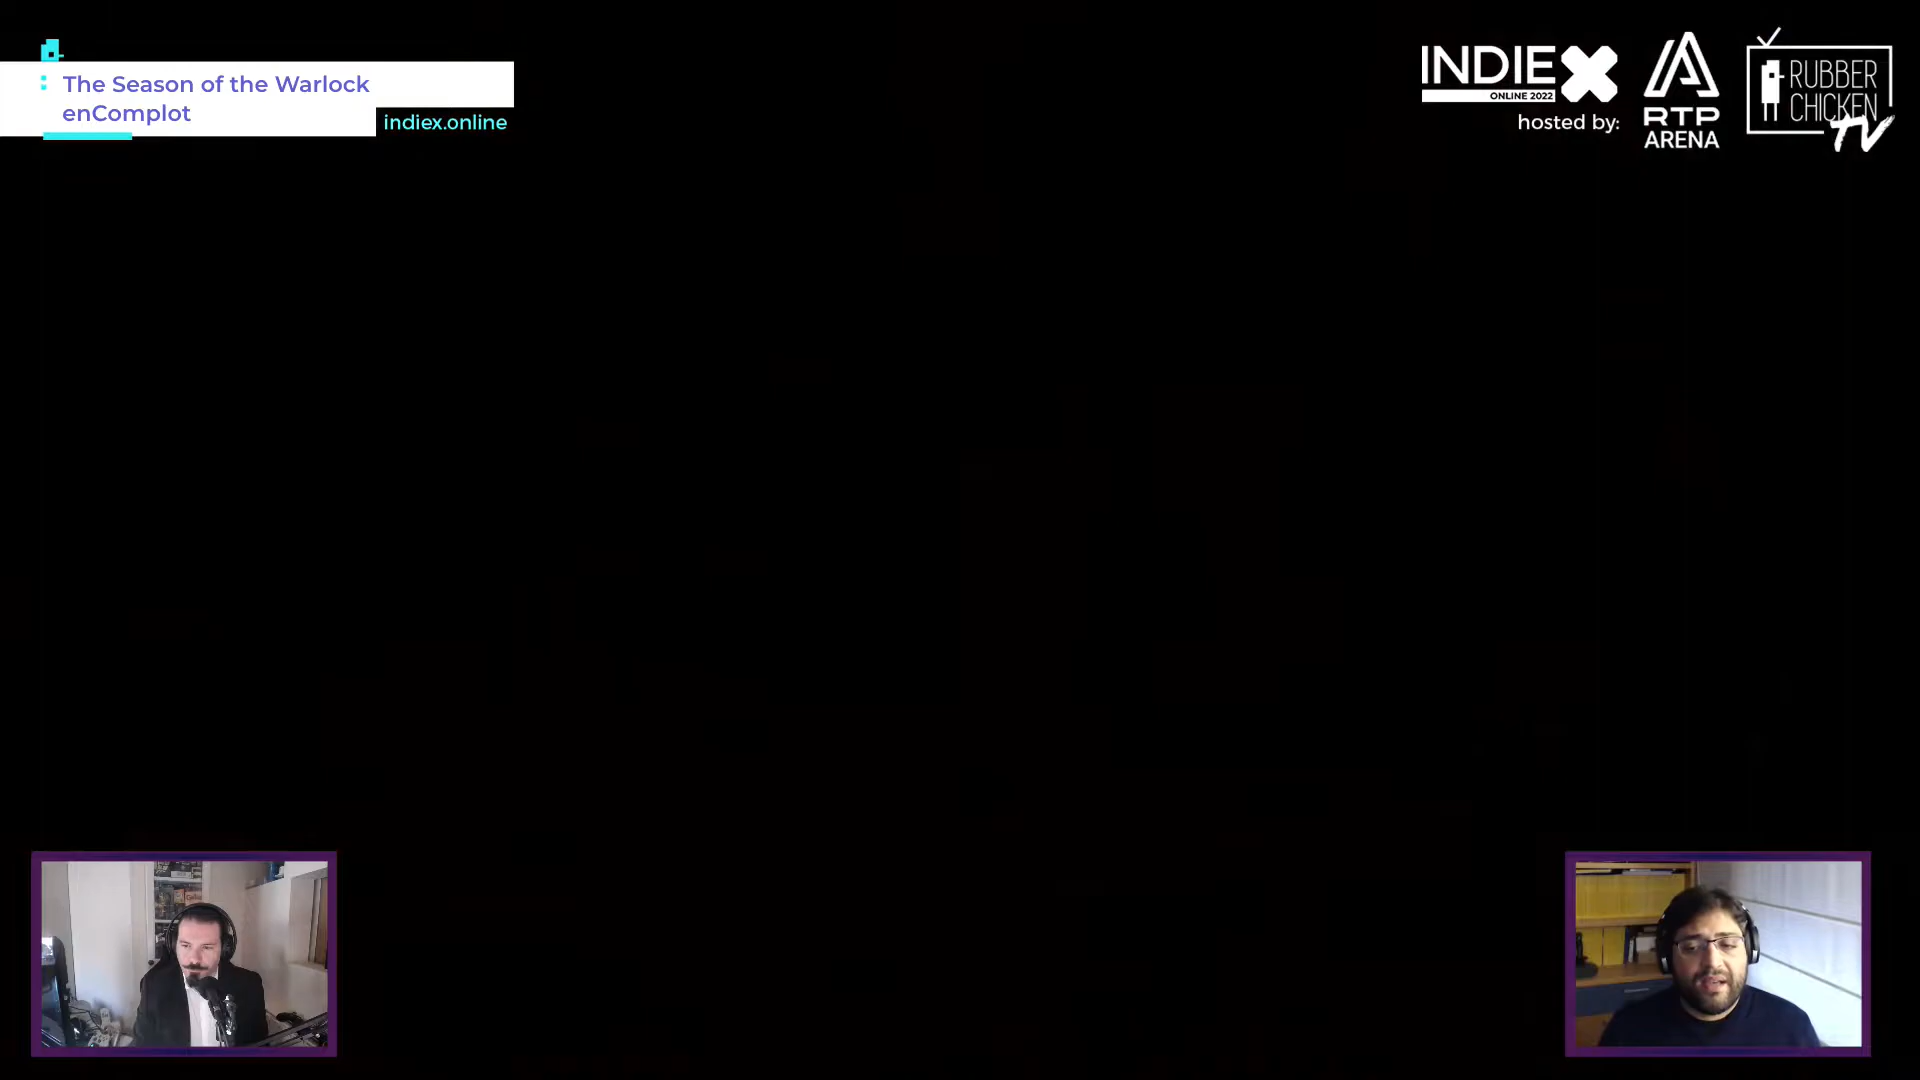 The Season of the Warlock
enComplot
indiex.online
INDIE X
ONLINE 2022
hosted by:
RTP
ARENA
RUBBER
CHICKEN
TV